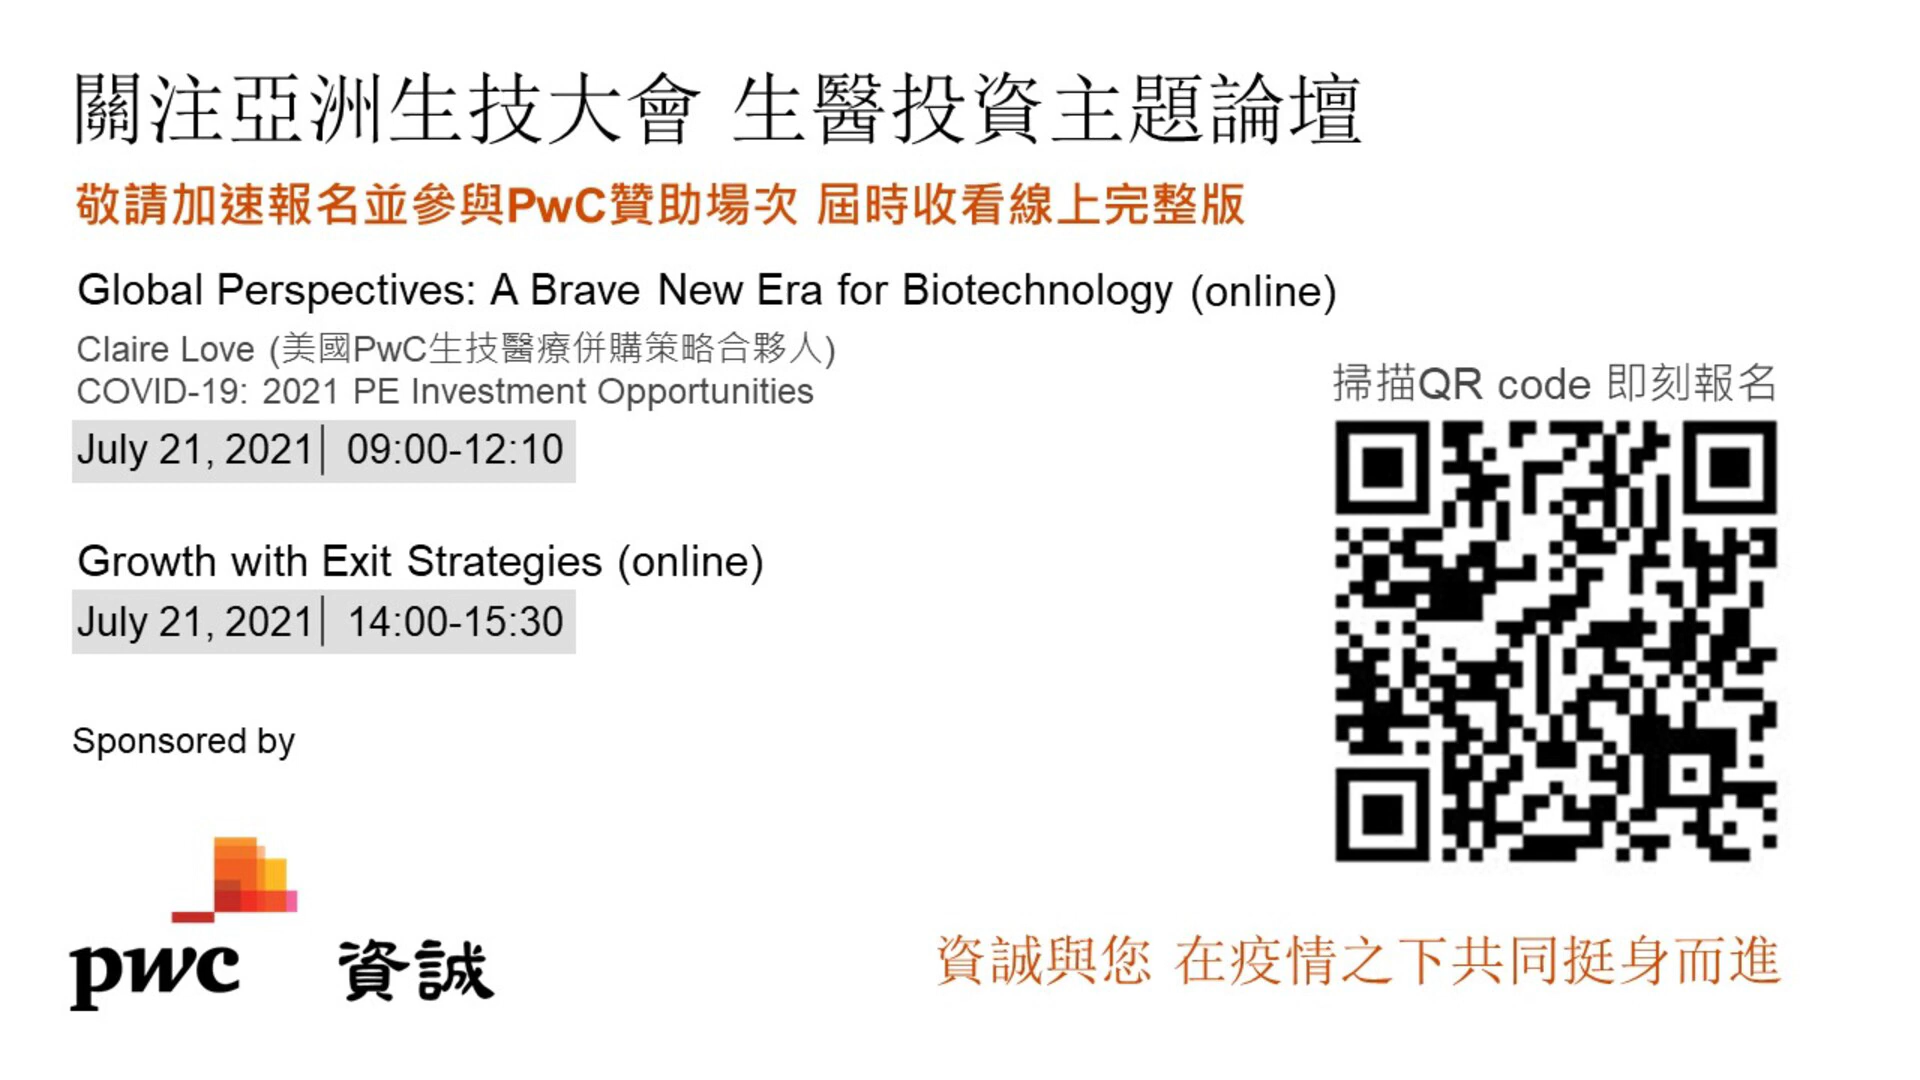 關注亞洲生技大會 生醫投資主題論壇
敬請加速報名並參與PwC贊助場次 屆時收看線上完整版
Global Perspectives: A Brave New Era for Biotechnology (online)
Claire Love (美國PwC生技醫療併購策略合夥人)
COVID-19: 2021 PE Investment Opportunities
July 21, 2021│ 09:00-12:10
Growth with Exit Strategies (online)
July 21, 2021│ 14:00-15:30
掃描QR code 即刻報名
Sponsored by
pwc 資誠
資誠與您 在疫情之下共同挺身而進